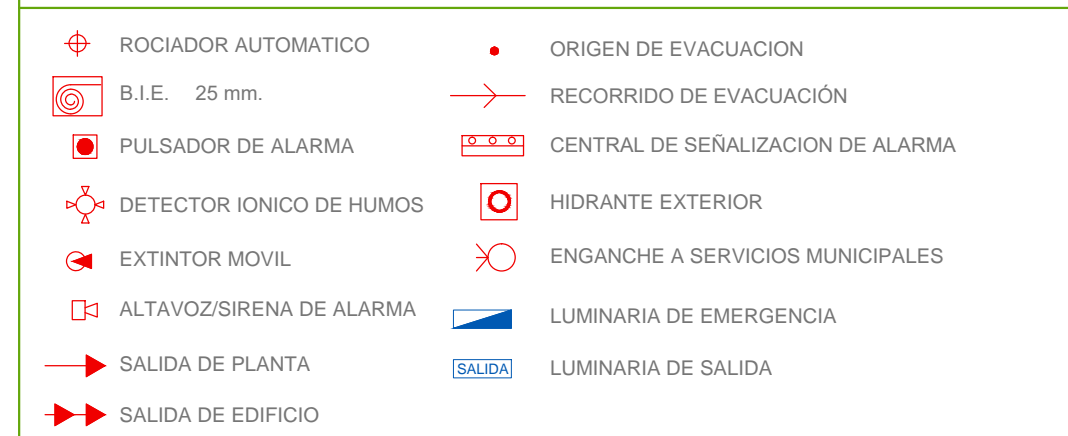 ROCIADOR AUTOMATICO
B.I.E. 25 mm.
PULSADOR DE ALARMA
DETECTOR IONICO DE HUMOS
EXTINTOR MOVIL
ALTAVOZ/SIRENA DE ALARMA
SALIDA DE PLANTA
SALIDA DE EDIFICIO
ORIGEN DE EVACUACION
RECORRIDO DE EVACUACIÓN
CENTRAL DE SEÑALIZACION DE ALARMA
HIDRANTE EXTERIOR
ENGANCHE A SERVICIOS MUNICIPALES
LUMINARIA DE EMERGENCIA
SALIDA LUMINARIA DE SALIDA